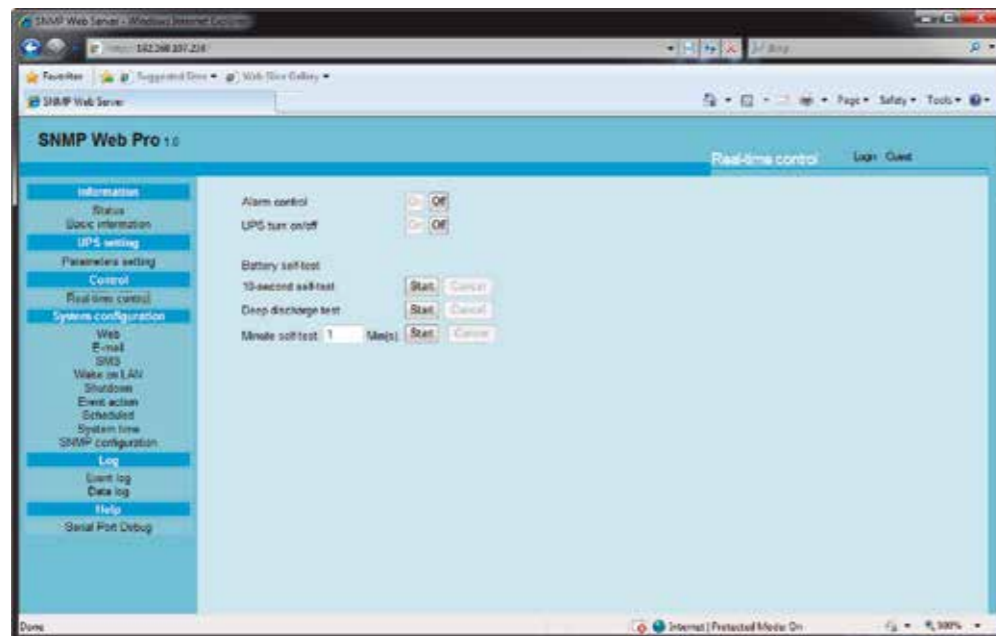 SNMP Web Server - Windows Internet Explorer
Favorites Suggested Sites Web Slice Gallery
SNMP Web Server
Page Safety Tools
SNMP Web Pro 1.0
Real-time control Login Guest
Information
Status
Basic information
UPS setting
Parameters setting
Control
Real-time control
System configuration
Web
E-mail
SMS
Wake on LAN
Shutdown
Event action
Scheduled
System time
SNMP configuration
Log
Event log
Data log
Help
Serial Port Debug
Alarm control On Off
UPS turn on/off On Off
Battery self-test
10-second self-test Start Cancel
Deep discharge test Start Cancel
Minute self-test 1 Min(s) Start Cancel
Done
Internet | Protected Mode: On 100%